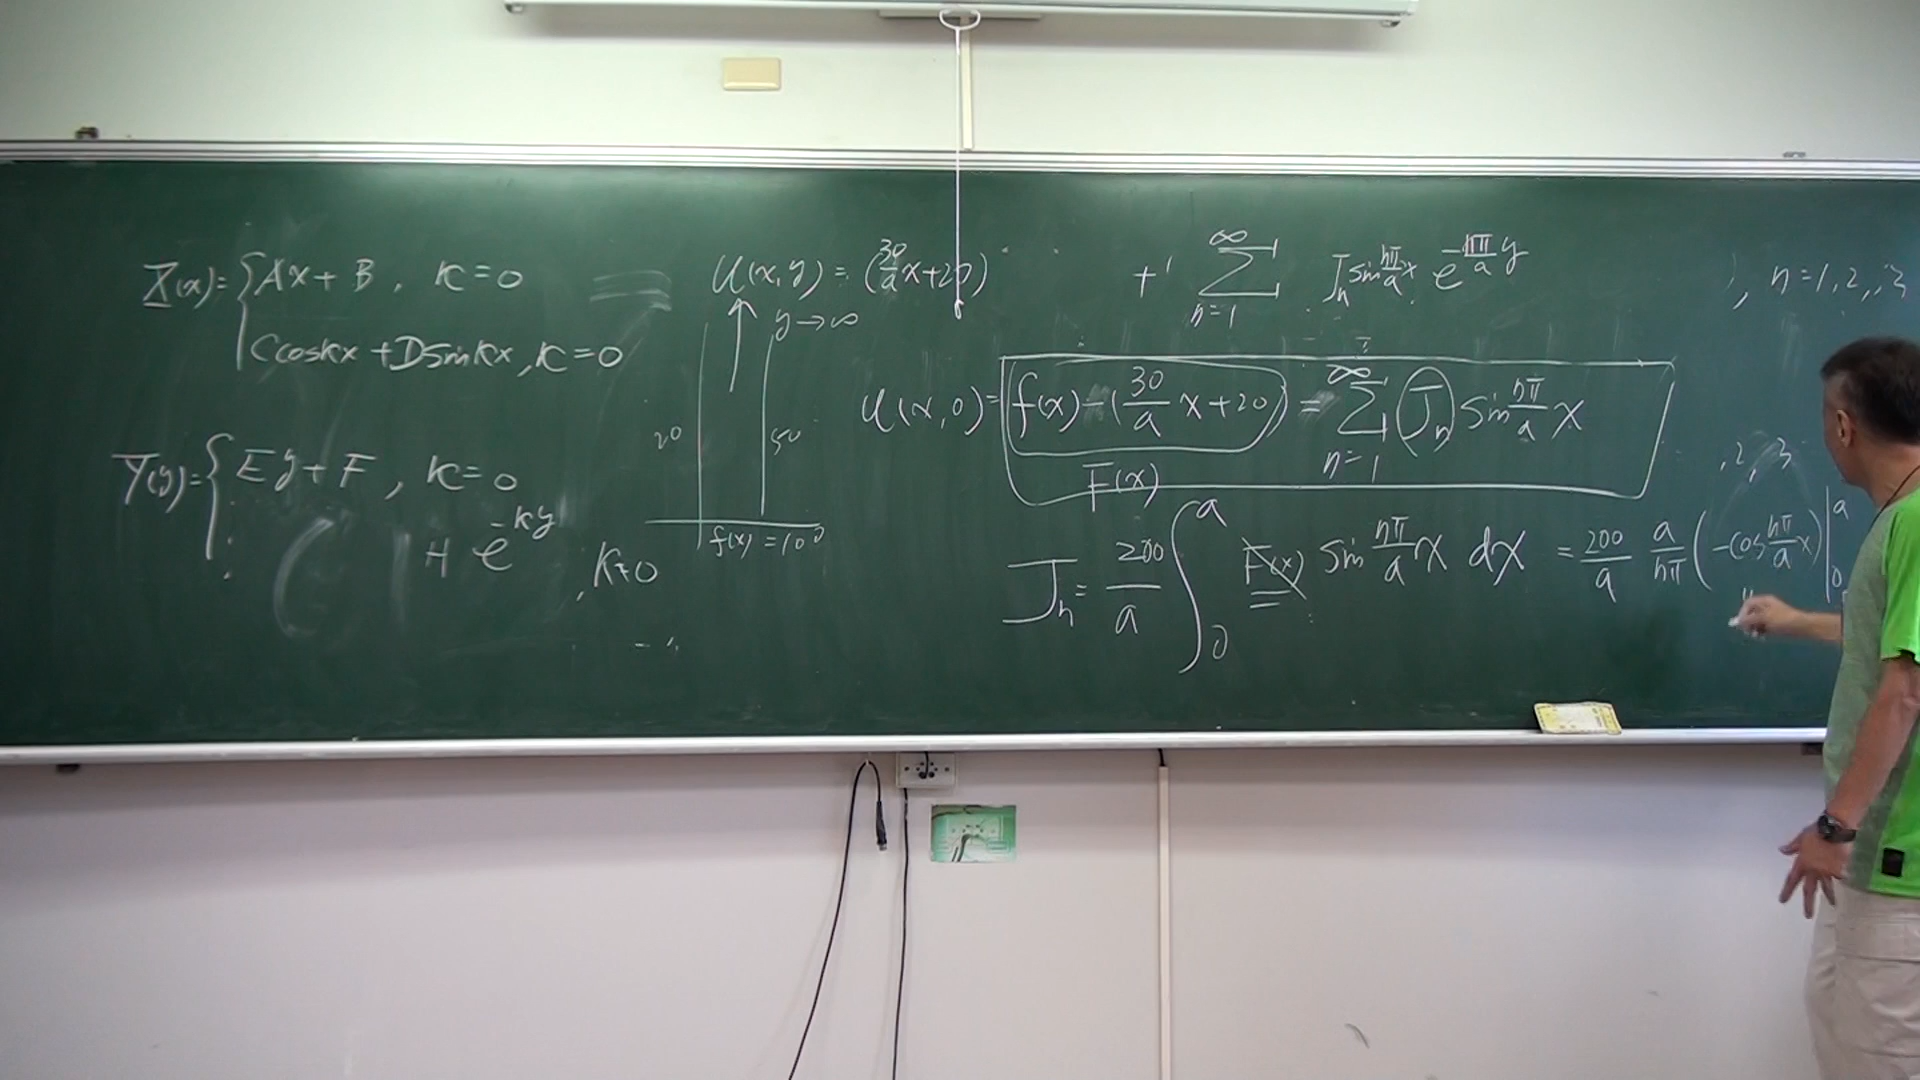 X(x)= { Ax + B , K=0
Ccoskx + DsinKx , K=0
Y(y)= { Ey + F , K=0
H e^{-Ky} , K≠0
U(x,y) = (30/a x+20) + ∑_{n=1}^{∞} J_n sin nπ/a x e^{-nπ/a y}
, n=1,2,,3
y→∞
20
50
f(x) =100
U(x,0)= f(x) - (30/a x+20) = ∑_{n=1}^{∞} J_n sin nπ/a x
F(x)
,2,3
J_n = 200/a ∫_0^a F(x) sin nπ/a x dx = 200/a a/nπ (-cos nπ/a x) |_0^a